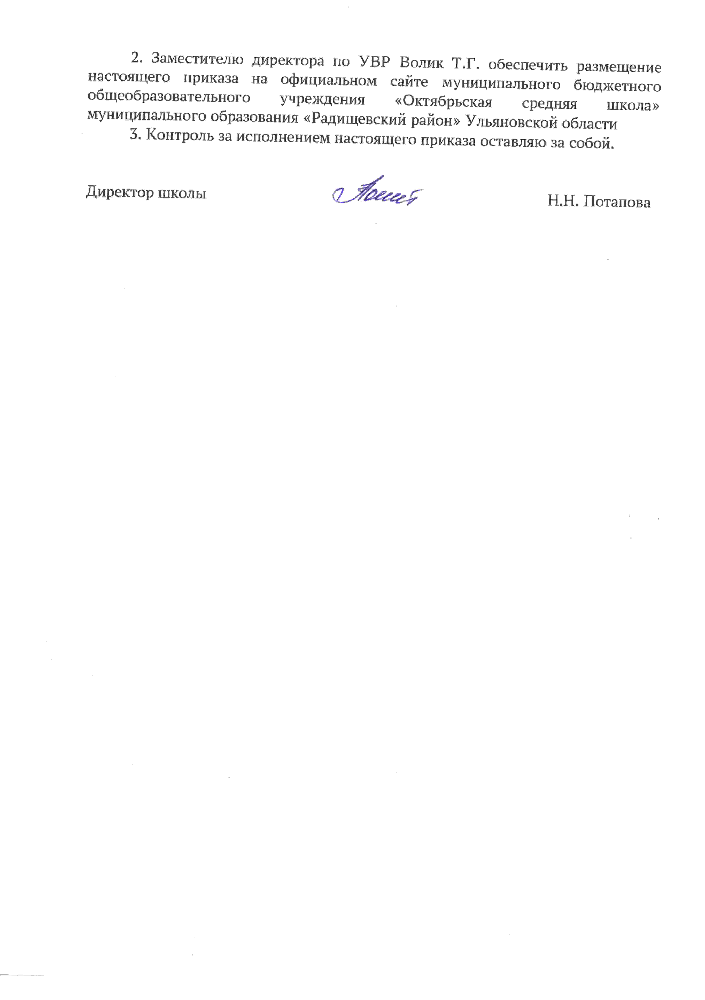 2. Заместителю директора по УВР Волик Т.Г. обеспечить размещение
настоящего приказа на официальном сайте муниципального бюджетного
общеобразовательного учреждения «Октябрьская средняя школа»
муниципального образования «Радищевский район» Ульяновской области
3. Контроль за исполнением настоящего приказа оставляю за собой.
Директор школы Н.Н. Потапова